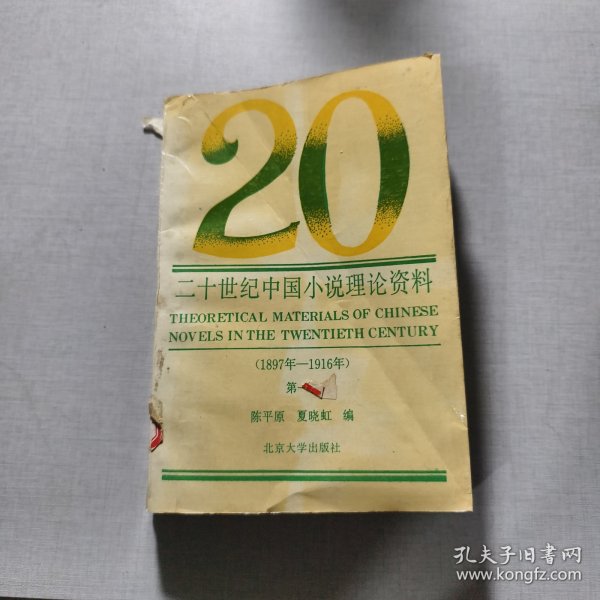 20
二十世纪中国小说理论资料
THEORETICAL MATERIALS OF CHINESE
NOVELS IN THE TWENTIETH CENTURY
(1897年—1916年)
第一
陈平原 夏晓虹 编
北京大学出版社
孔夫子旧书网
www.kongfz.com